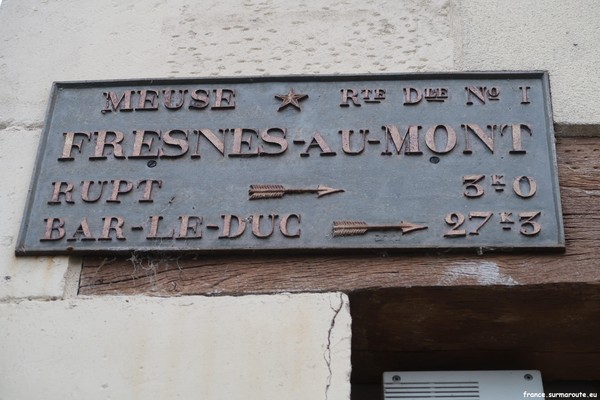 MEUSE ★ RTE DLE NO 1
FRESNES-AU-MONT
RUPT → 3K0
BAR-LE-DUC → 27K3
france.surmaroute.eu